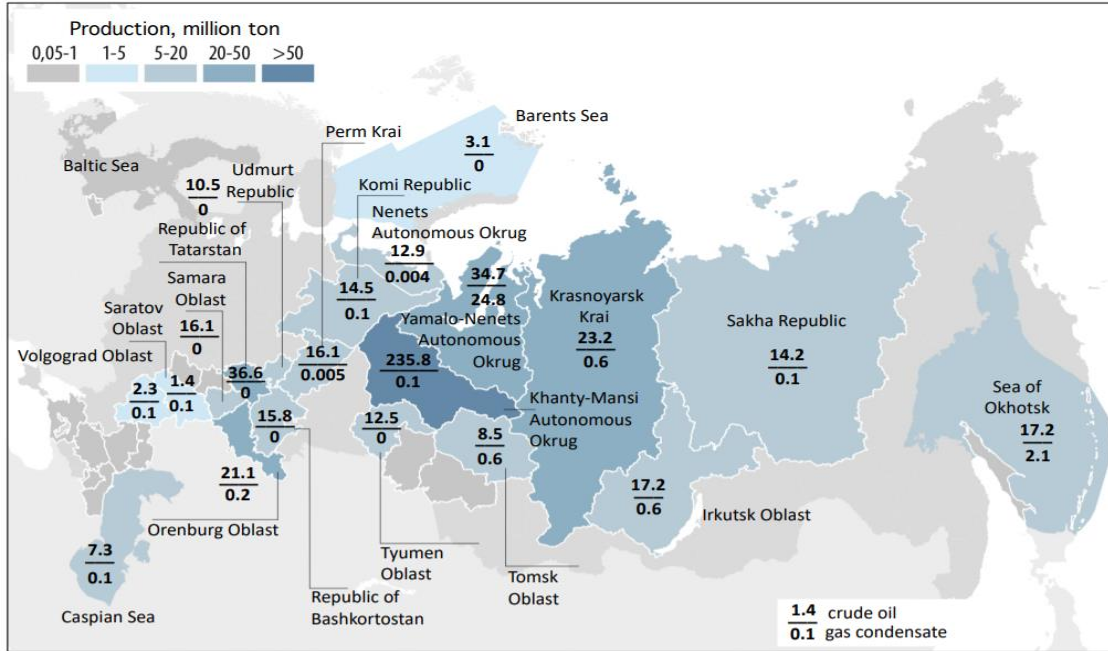 Production, million ton
0,05-1 1-5 5-20 20-50 >50
Barents Sea
3.1
0
Perm Krai
Baltic Sea
10.5
0
Udmurt
Republic
Komi Republic
Nenets
Autonomous Okrug
12.9
0.004
Republic of
Tatarstan
34.7
24.8
Samara
Oblast
14.5
0.1
Krasnoyarsk
Krai
23.2
0.6
Saratov
Oblast
16.1
0
Yamalo-Nenets
Autonomous
Okrug
Sakha Republic
14.2
0.1
Volgograd Oblast
16.1
0.005
235.8
0.1
36.6
0
2.3
0.1
1.4
0.1
Khanty-Mansi
Autonomous
Okrug
Sea of
Okhotsk
17.2
2.1
15.8
0
12.5
0
8.5
0.6
21.1
0.2
17.2
0.6
Irkutsk Oblast
Orenburg Oblast
7.3
0.1
Caspian Sea
Tyumen
Oblast
Tomsk
Oblast
Republic of
Bashkortostan
1.4 crude oil
0.1 gas condensate